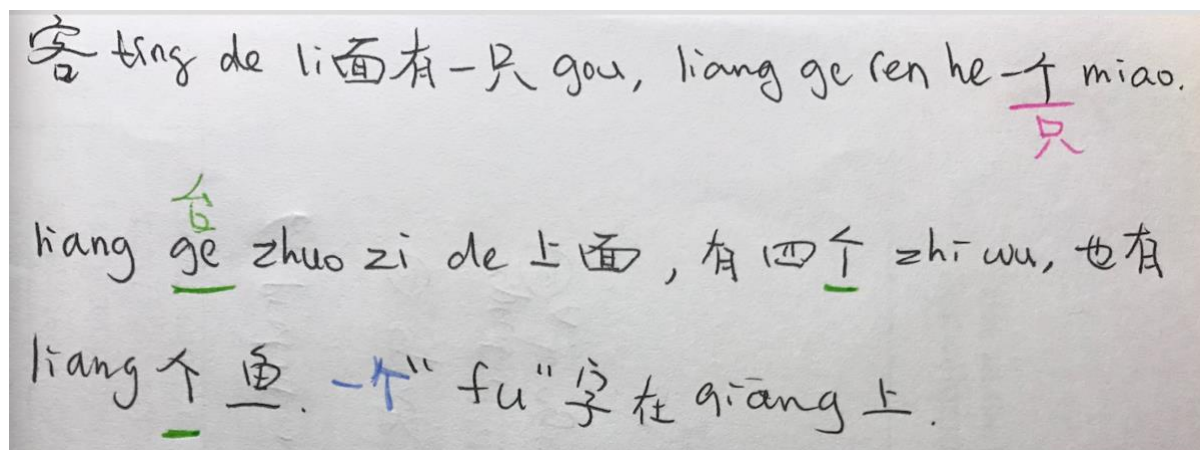 客 ting de li面有一只 gou, liang ge ren he 一个 miao.
只
台
liang ge zhuo zi de 上面, 有四个 zhi wu, 也有
liang 个鱼. 一个"fu"字在 qiāng 上.